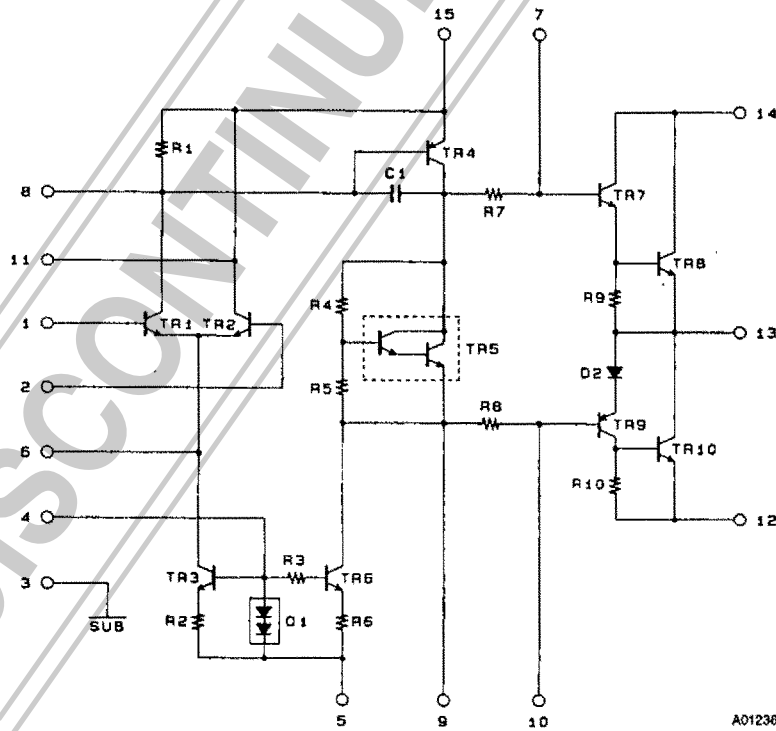 15 7
14
R1
TR4
C1
8
R7
TR7
11
TR8
R4
R9
1
TR1 TR2
TR5
13
D2
2
R5
R8
TR9
6
TR10
R10
4
12
R3
3
TR3
TR6
SUB
R2
D1
R6
5 9 10
A01236
DISCONTINU